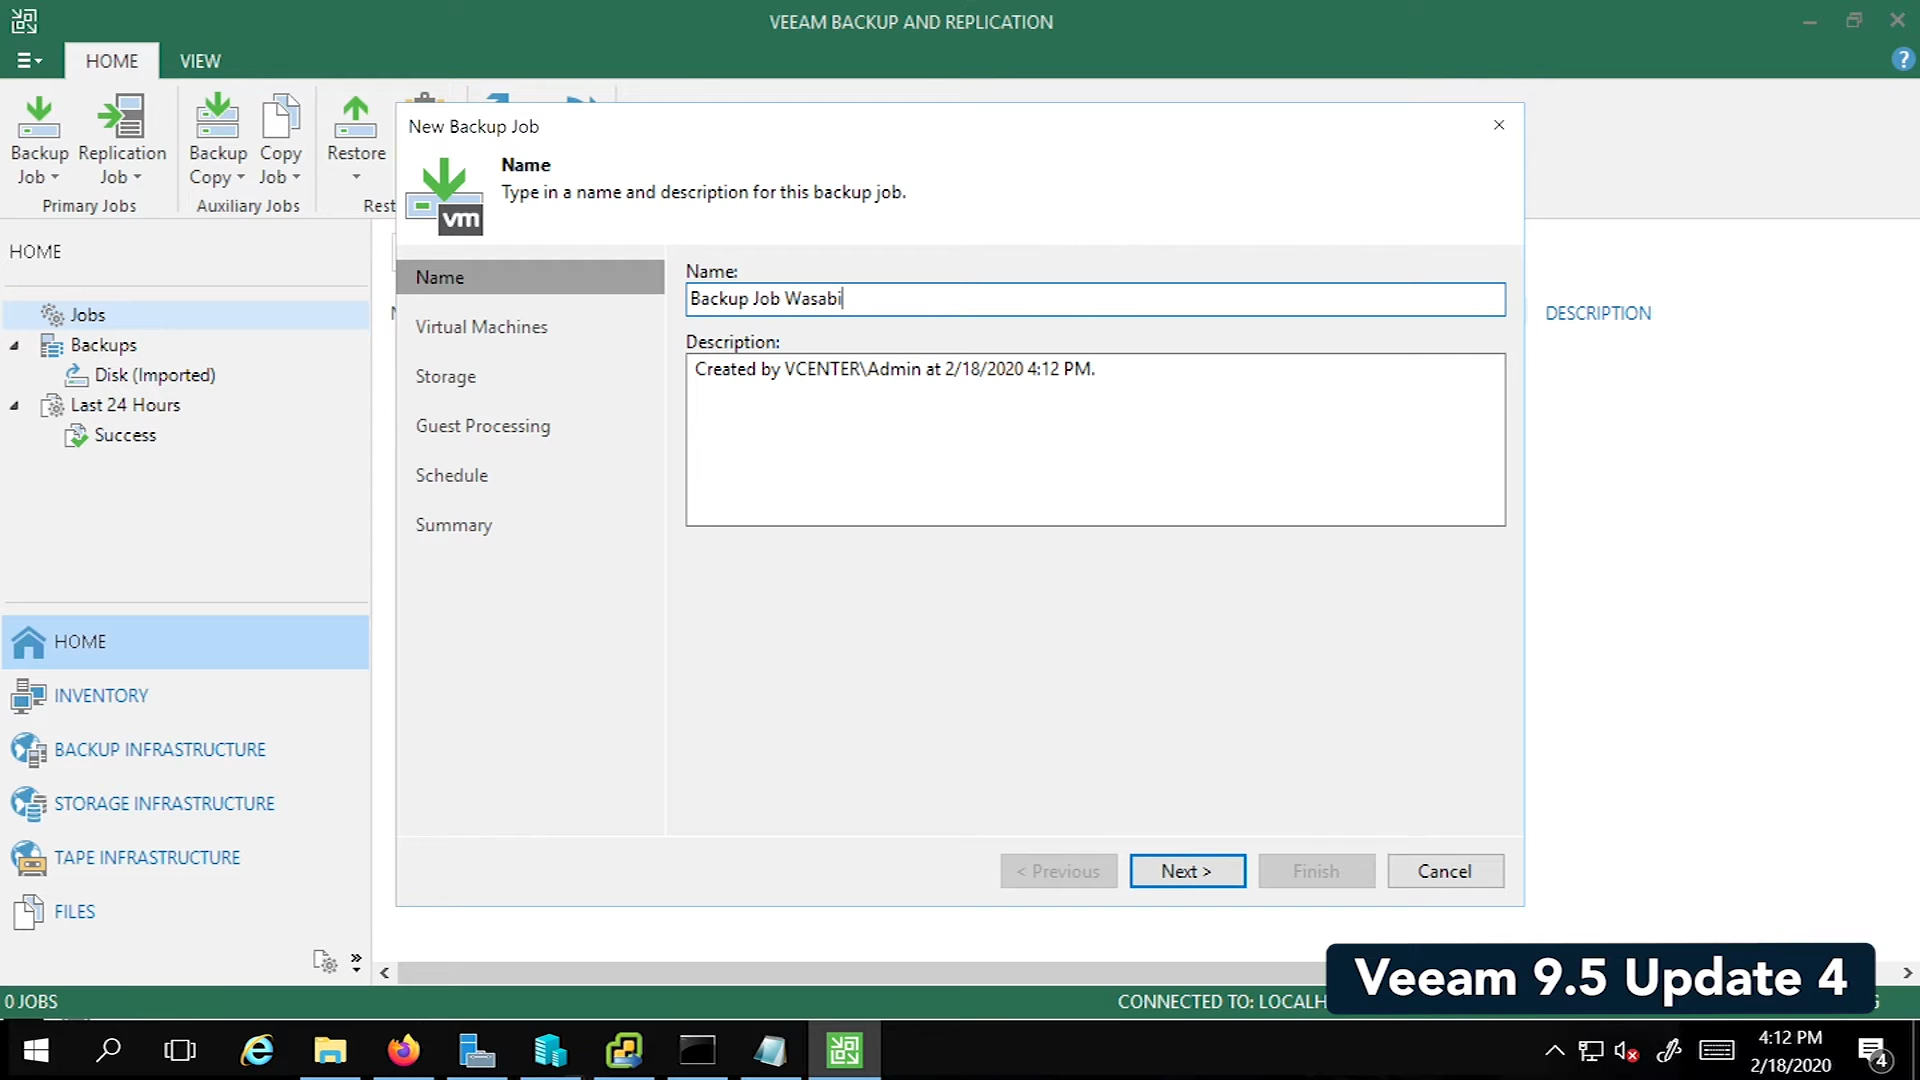 VEEAM BACKUP AND REPLICATION
HOME
VIEW
?
Backup Job
Replication Job
Backup Copy
Copy Job
Restore
Primary Jobs
Auxiliary Jobs
Rest
HOME
Jobs
Backups
Disk (Imported)
Last 24 Hours
Success
HOME
INVENTORY
BACKUP INFRASTRUCTURE
STORAGE INFRASTRUCTURE
TAPE INFRASTRUCTURE
FILES
New Backup Job
Name
Type in a name and description for this backup job.
vm
Name
Virtual Machines
Storage
Guest Processing
Schedule
Summary
Name:
Backup Job Wasabi
Description:
Created by VCENTER\Admin at 2/18/2020 4:12 PM.
< Previous
Next >
Finish
Cancel
DESCRIPTION
Veeam 9.5 Update 4
0 JOBS
CONNECTED TO: LOCALH
4:12 PM
2/18/2020
4